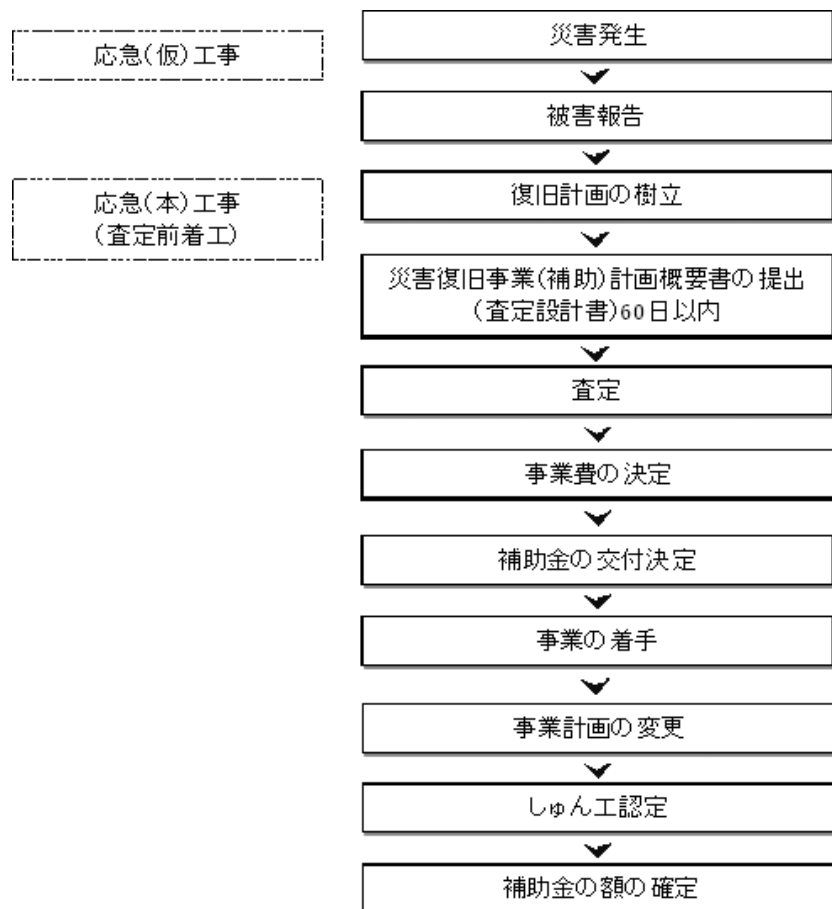 応急(仮)工事
災害発生
被害報告
応急(本)工事
(査定前着工)
復旧計画の樹立
災害復旧事業(補助)計画概要書の提出
(査定設計書)60日以内
査定
事業費の決定
補助金の交付決定
事業の着手
事業計画の変更
しゅん工認定
補助金の額の確定